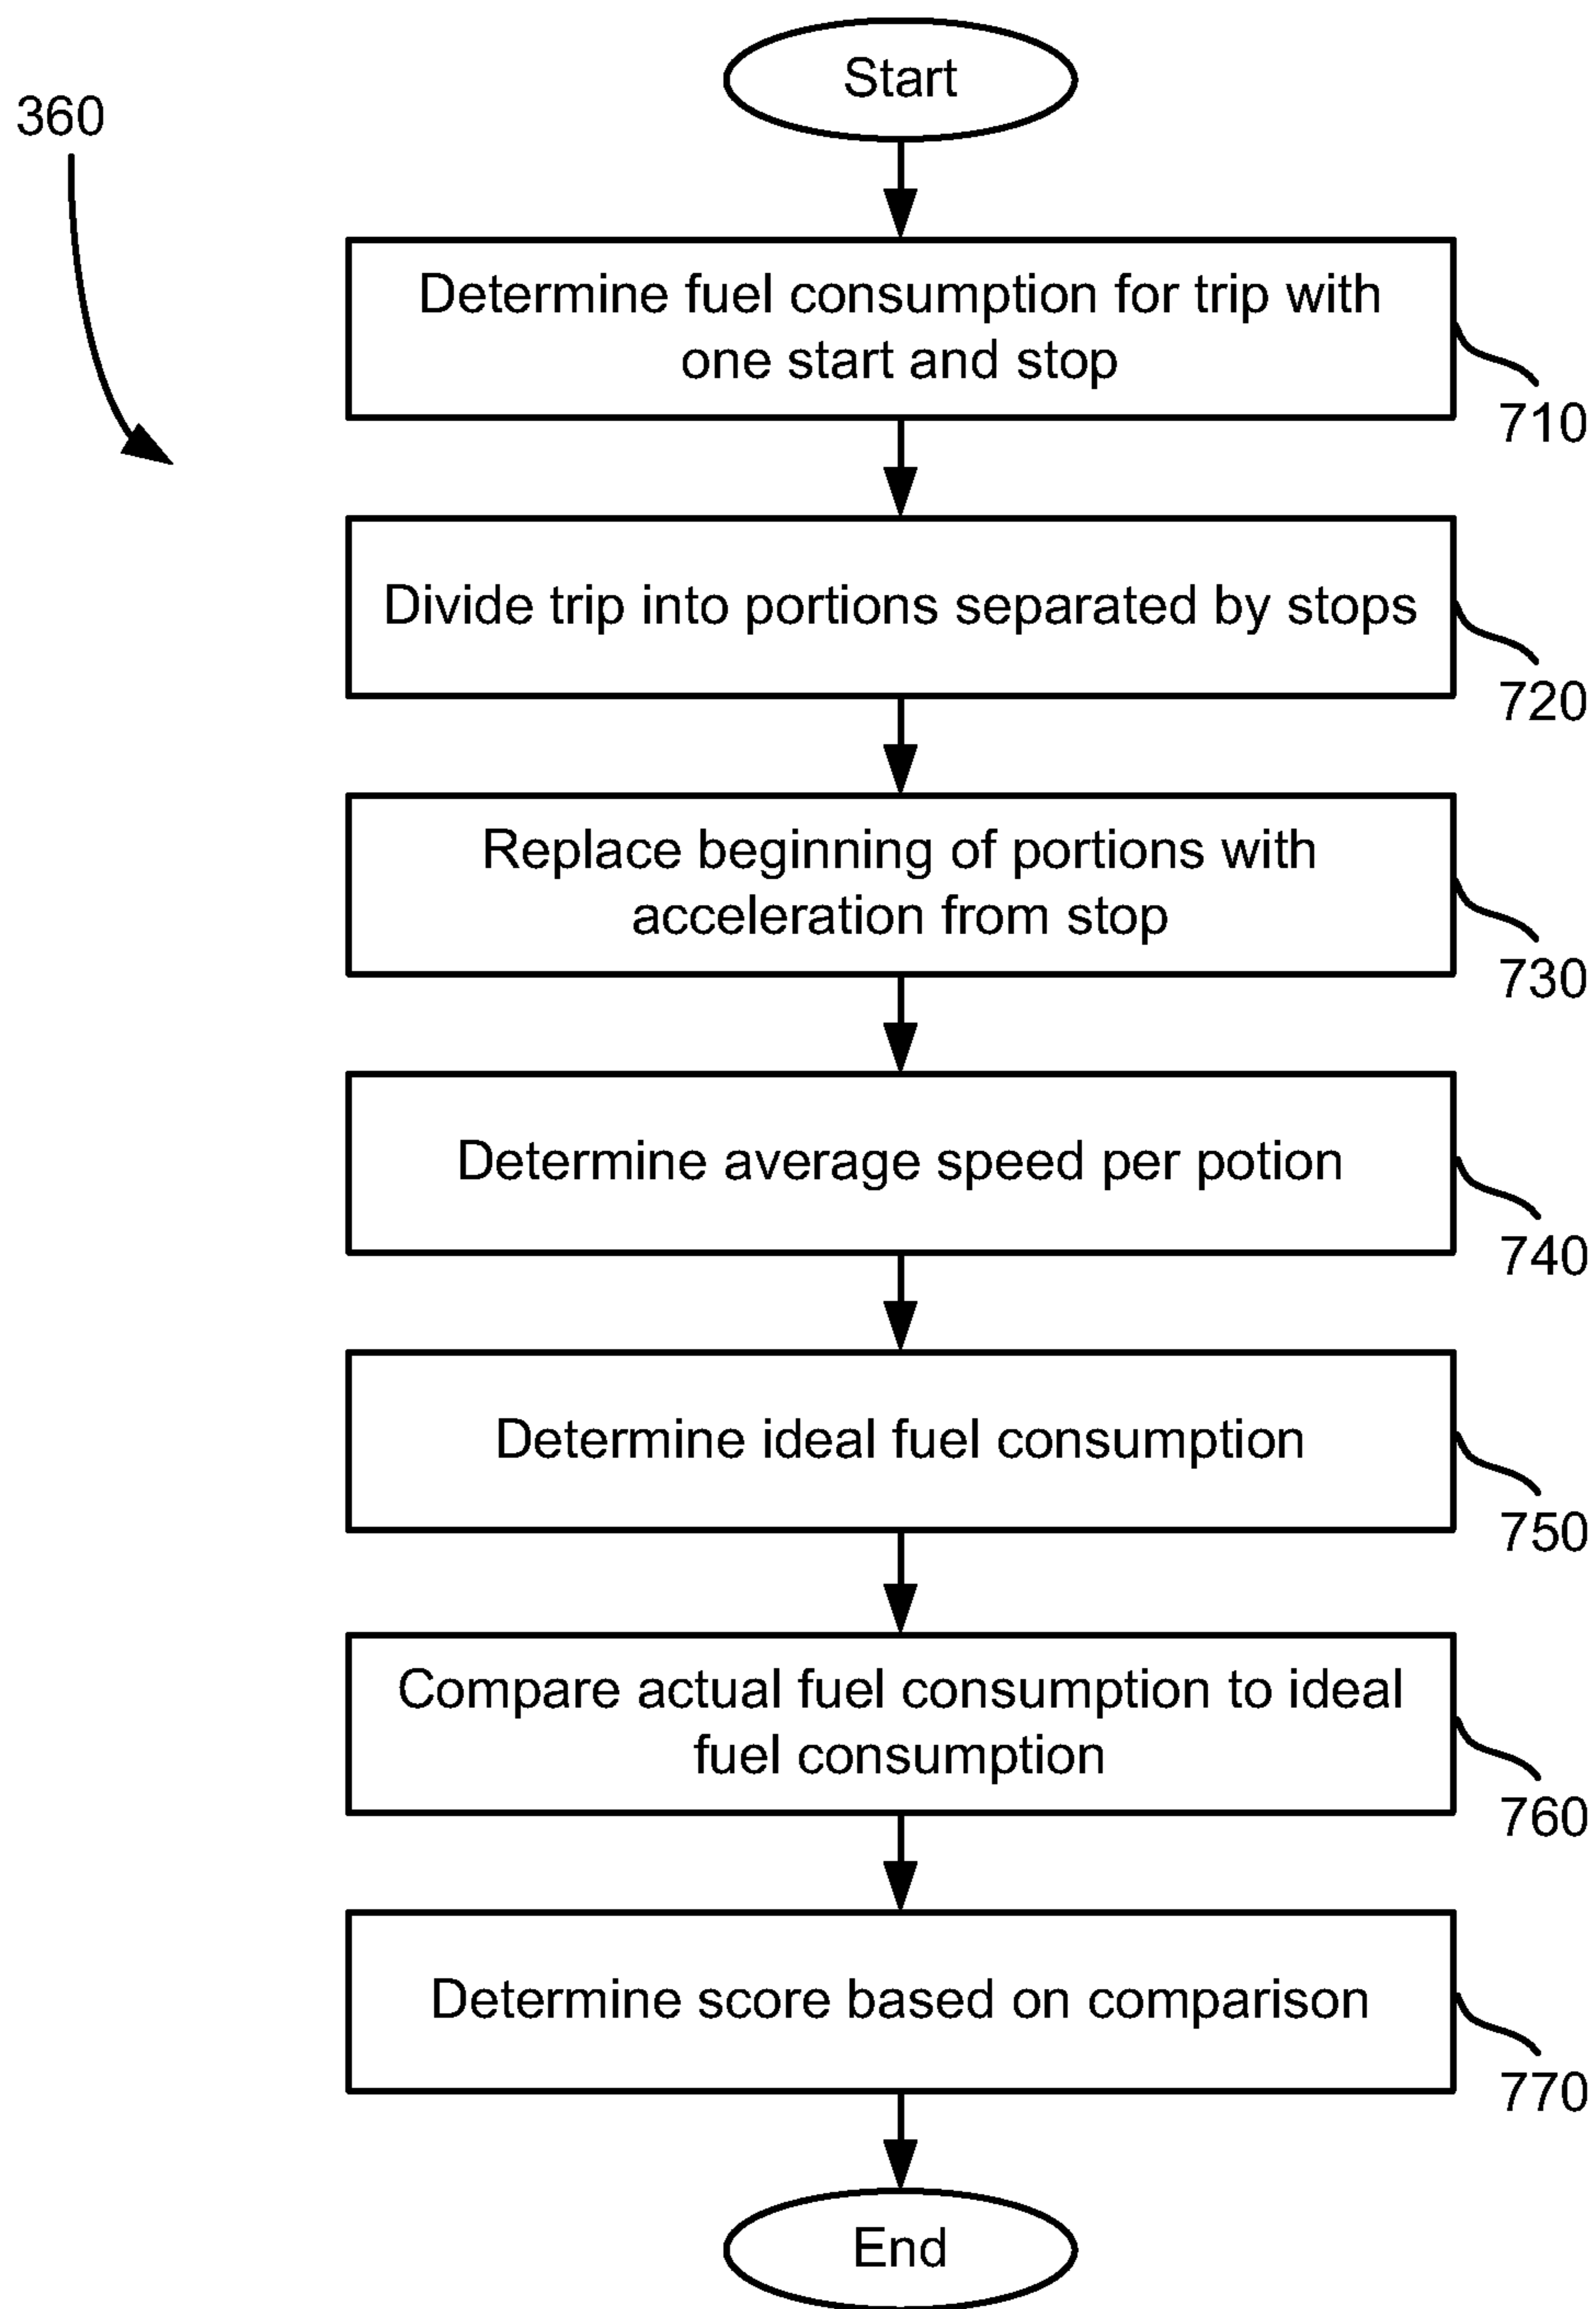 Start
360
Determine fuel consumption for trip with
one start and stop
710
Divide trip into portions separated by stops
720
Replace beginning of portions with
acceleration from stop
730
Determine average speed per potion
740
Determine ideal fuel consumption
750
Compare actual fuel consumption to ideal
fuel consumption
760
Determine score based on comparison
770
End